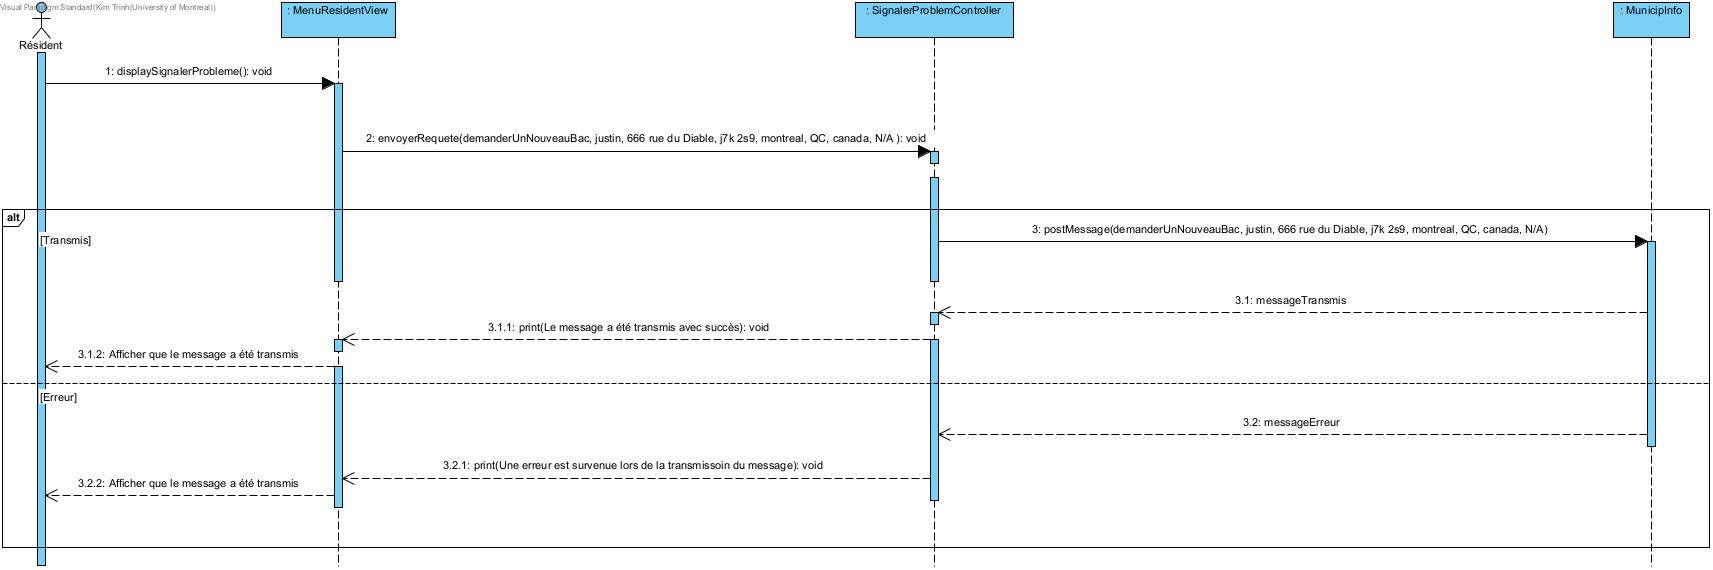 Visual Paradigm Standard(Kim Trinh(University of Montreal))
: MenuResidentView
: SignalerProblemController
: MunicipInfo
Résident
1: displaySignalerProbleme(): void
2: envoyerRequete(demanderUnNouveauBac, justin, 666 rue du Diable, j7k 2s9, montreal, QC, canada, N/A ): void
alt
[Transmis]
3: postMessage(demanderUnNouveauBac, justin, 666 rue du Diable, j7k 2s9, montreal, QC, canada, N/A)
3.1: messageTransmis
3.1.1: print(Le message a été transmis avec succès): void
3.1.2: Afficher que le message a été transmis
[Erreur]
3.2: messageErreur
3.2.1: print(Une erreur est survenue lors de la transmissoin du message): void
3.2.2: Afficher que le message a été transmis